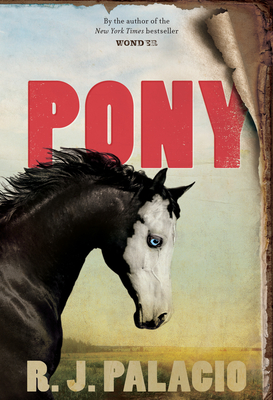 By the author of the
New York Times bestseller
WONDER
PONY
R. J. PALACIO